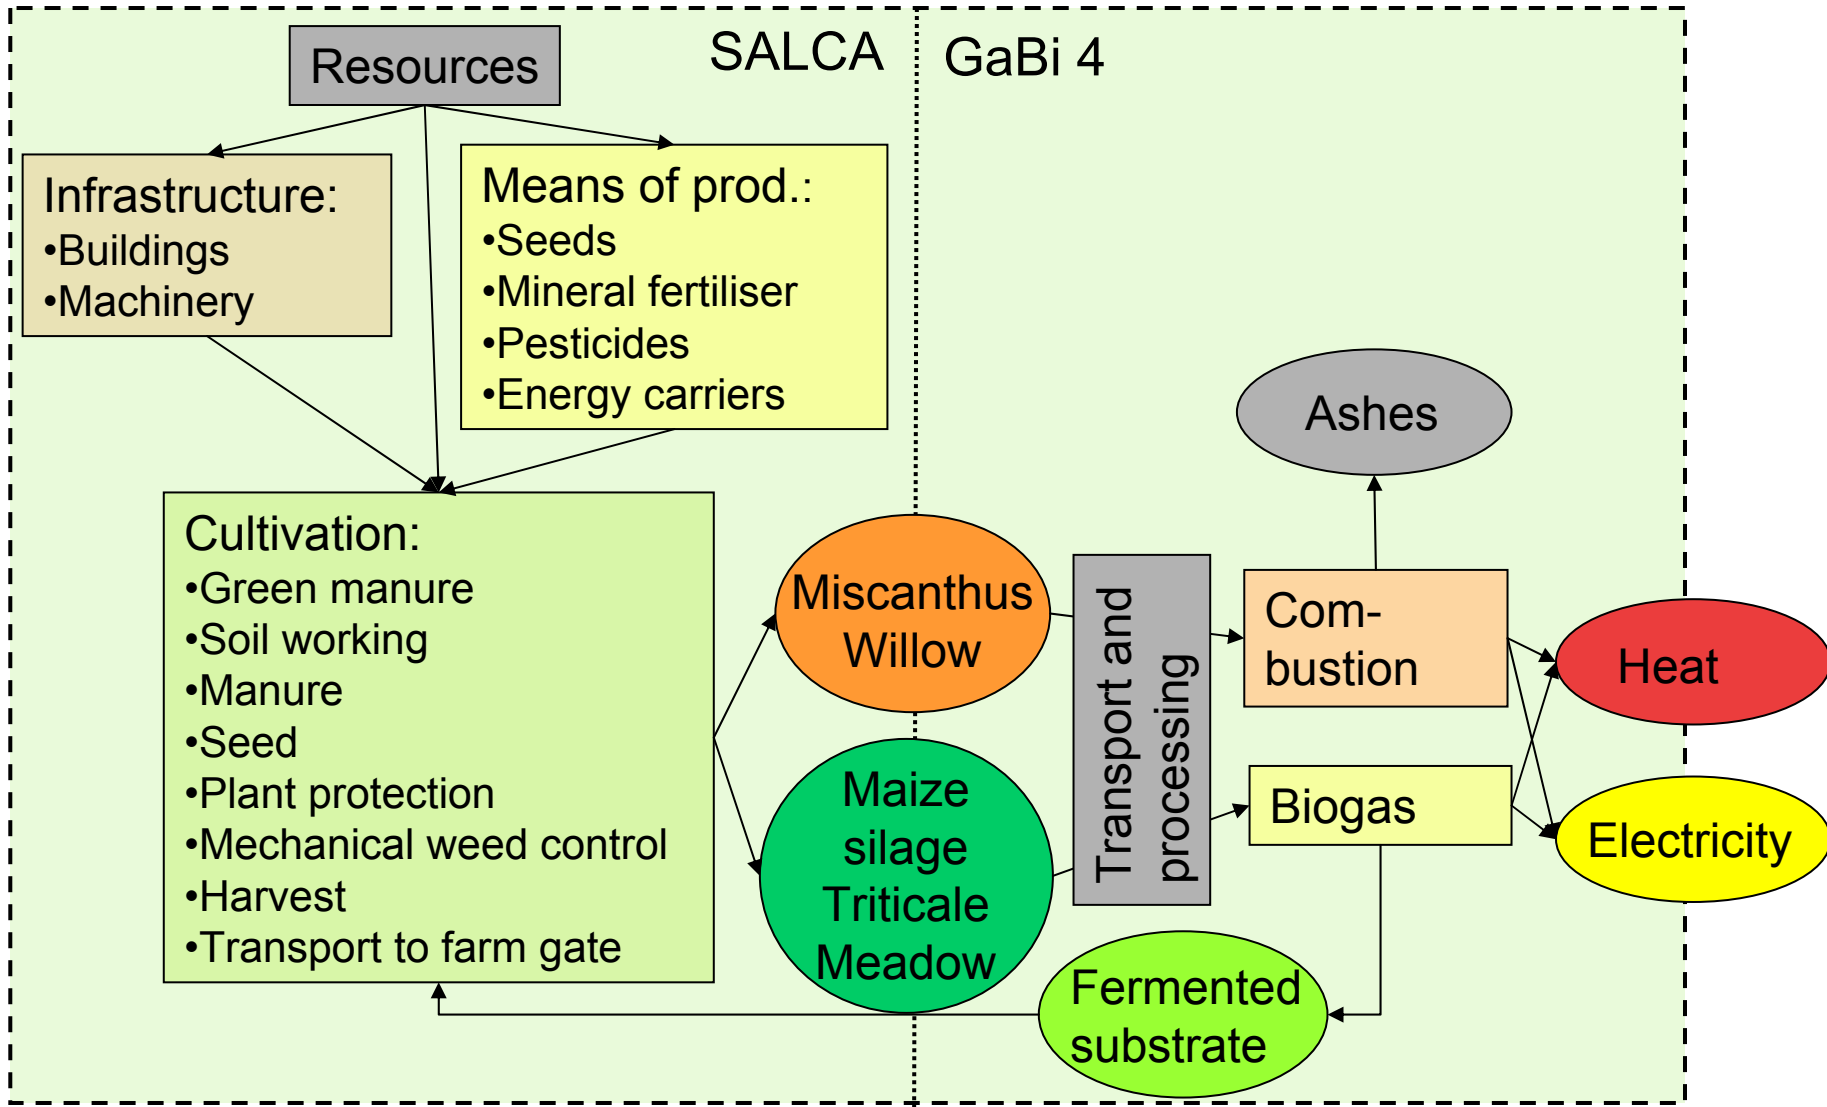 SALCA
GaBi 4
Resources
Infrastructure:
•Buildings
•Machinery
Means of prod.:
•Seeds
•Mineral fertiliser
•Pesticides
•Energy carriers
Ashes
Cultivation:
•Green manure
•Soil working
•Manure
•Seed
•Plant protection
•Mechanical weed control
•Harvest
•Transport to farm gate
Miscanthus
Willow
Maize
silage
Triticale
Meadow
Transport and
processing
Com-
bustion
Biogas
Heat
Electricity
Fermented
substrate